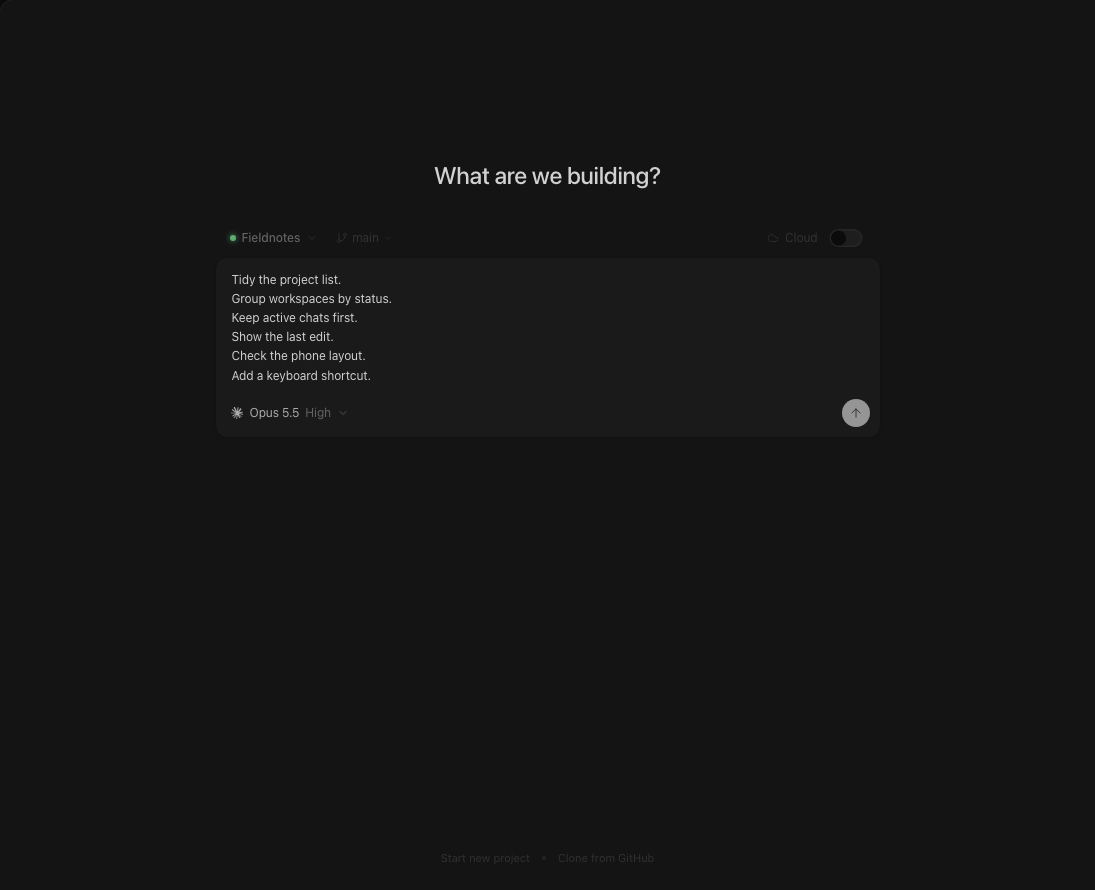 What are we building?
Fieldnotes main Cloud
Tidy the project list.
Group workspaces by status.
Keep active chats first.
Show the last edit.
Check the phone layout.
Add a keyboard shortcut.
Opus 5.5 High
Start new project • Clone from GitHub